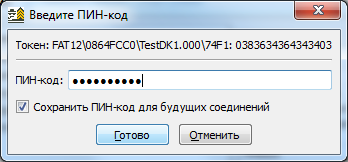 Введите ПИН-код
Токен: FAT12\0864FCC0\TestDK1.000\74F1: 0383634364343403
ПИН-код: ●●●●●●●●●●
Сохранить ПИН-код для будущих соединений
Готово Отменить